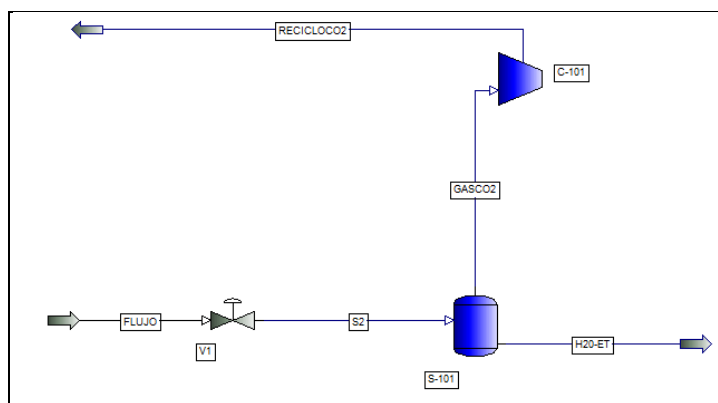 RECICLOCO2
C-101
GASCO2
FLUJO
S2
V1
H20-ET
S-101